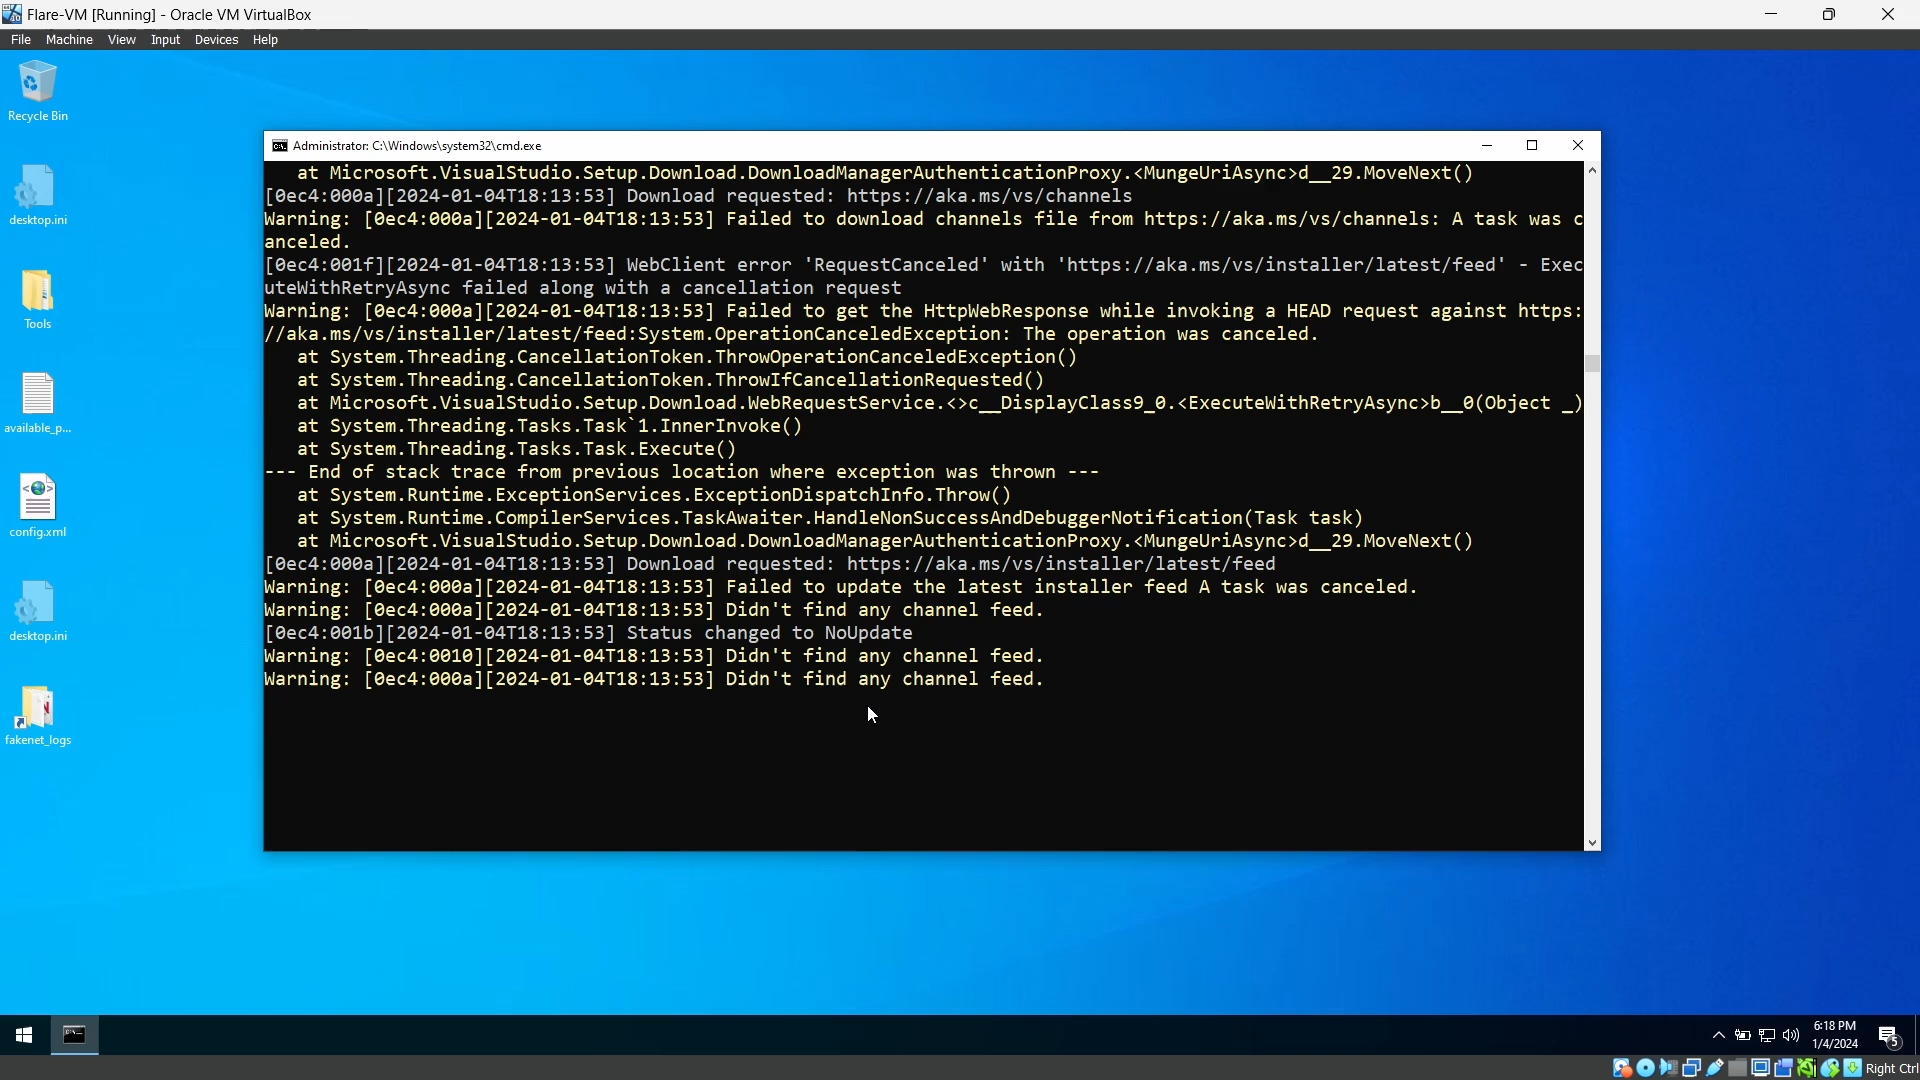 Flare-VM [Running] - Oracle VM VirtualBox
File Machine View Input Devices Help
Recycle Bin
desktop.ini
Tools
available_p...
config.xml
desktop.ini
fakenet_logs
Administrator: C:\Windows\system32\cmd.exe
at Microsoft.VisualStudio.Setup.Download.DownloadManagerAuthenticationProxy.<MungeUriAsync>d__29.MoveNext()
[0ec4:000a][2024-01-04T18:13:53] Download requested: https://aka.ms/vs/channels
Warning: [0ec4:000a][2024-01-04T18:13:53] Failed to download channels file from https://aka.ms/vs/channels: A task was c
anceled.
[0ec4:001f][2024-01-04T18:13:53] WebClient error 'RequestCanceled' with 'https://aka.ms/vs/installer/latest/feed' - Exec
uteWithRetryAsync failed along with a cancellation request
Warning: [0ec4:000a][2024-01-04T18:13:53] Failed to get the HttpWebResponse while invoking a HEAD request against https:
//aka.ms/vs/installer/latest/feed:System.OperationCanceledException: The operation was canceled.
at System.Threading.CancellationToken.ThrowOperationCanceledException()
at System.Threading.CancellationToken.ThrowIfCancellationRequested()
at Microsoft.VisualStudio.Setup.Download.WebRequestService.<>c__DisplayClass9_0.<ExecuteWithRetryAsync>b__0(Object _)
at System.Threading.Tasks.Task`1.InnerInvoke()
at System.Threading.Tasks.Task.Execute()
--- End of stack trace from previous location where exception was thrown ---
at System.Runtime.ExceptionServices.ExceptionDispatchInfo.Throw()
at System.Runtime.CompilerServices.TaskAwaiter.HandleNonSuccessAndDebuggerNotification(Task task)
at Microsoft.VisualStudio.Setup.Download.DownloadManagerAuthenticationProxy.<MungeUriAsync>d__29.MoveNext()
[0ec4:000a][2024-01-04T18:13:53] Download requested: https://aka.ms/vs/installer/latest/feed
Warning: [0ec4:000a][2024-01-04T18:13:53] Failed to update the latest installer feed A task was canceled.
Warning: [0ec4:000a][2024-01-04T18:13:53] Didn't find any channel feed.
[0ec4:001b][2024-01-04T18:13:53] Status changed to NoUpdate
Warning: [0ec4:0010][2024-01-04T18:13:53] Didn't find any channel feed.
Warning: [0ec4:000a][2024-01-04T18:13:53] Didn't find any channel feed.
6:18 PM
1/4/2024
5
Right Ctrl